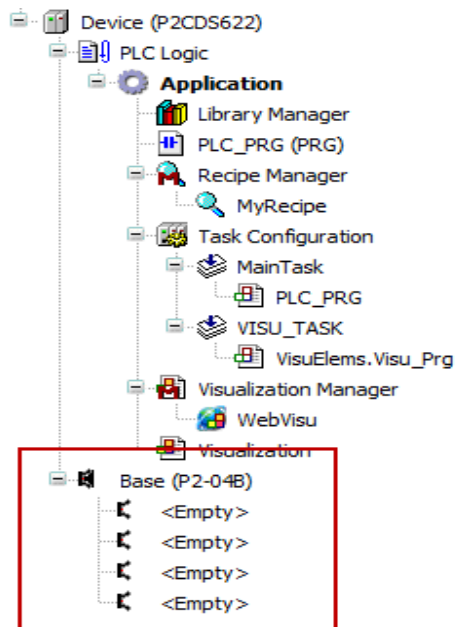 Device (P2CDS622)
PLC Logic
Application
Library Manager
PLC_PRG (PRG)
Recipe Manager
MyRecipe
Task Configuration
MainTask
PLC_PRG
VISU_TASK
VisuElems.Visu_Prg
Visualization Manager
WebVisu
Visualization
Base (P2-04B)
<Empty>
<Empty>
<Empty>
<Empty>